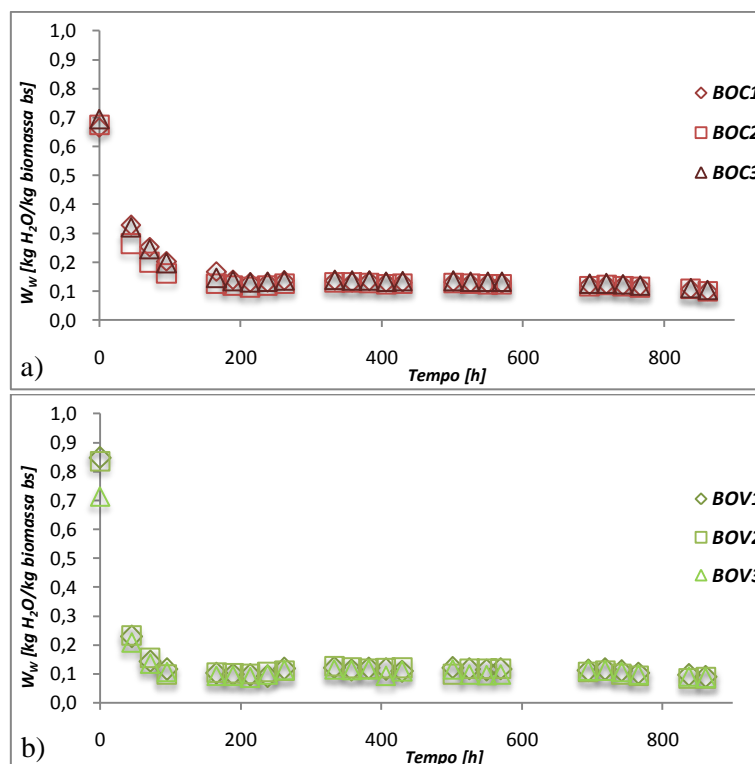 1,0
0,9
0,8
0,7
0,6
0,5
0,4
0,3
0,2
0,1
0,0
W_W [kg H₂O/kg biomassa bs]
BOC1
BOC2
BOC3
0 200 400 600 800
Tempo [h]
a)
1,0
0,9
0,8
0,7
0,6
0,5
0,4
0,3
0,2
0,1
0,0
W_W [kg H₂O/kg biomassa bs]
BOV1
BOV2
BOV3
0 200 400 600 800
Tempo [h]
b)